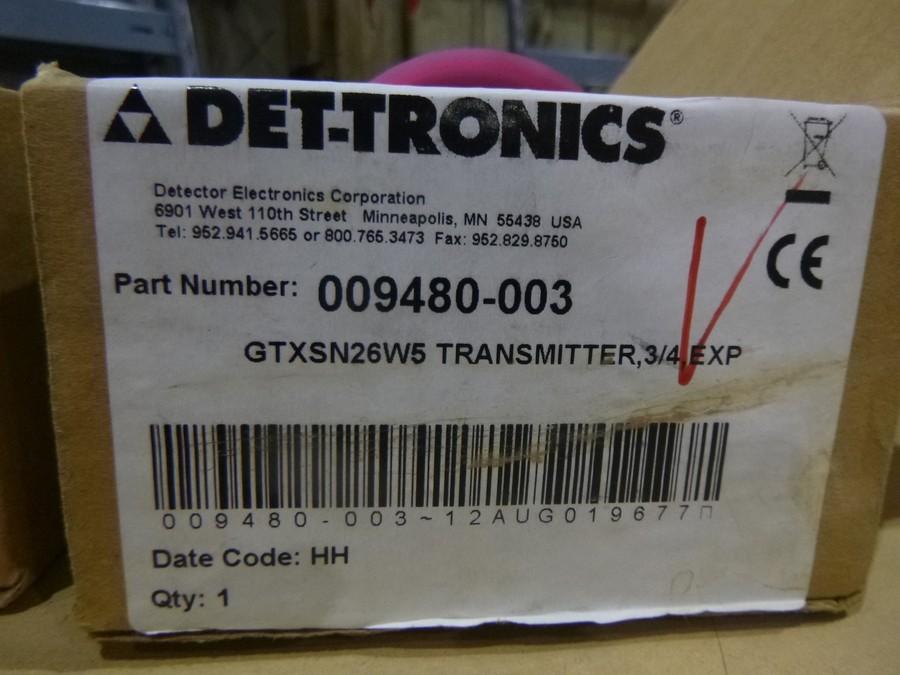 DET-TRONICS®
Detector Electronics Corporation
6901 West 110th Street Minneapolis, MN 55438 USA
Tel: 952.941.5665 or 800.765.3473 Fax: 952.829.8750
CE
Part Number: 009480-003
GTXSN26W5 TRANSMITTER,3/4,EXP
009480-003~12AUG019677
Date Code: HH
Qty: 1